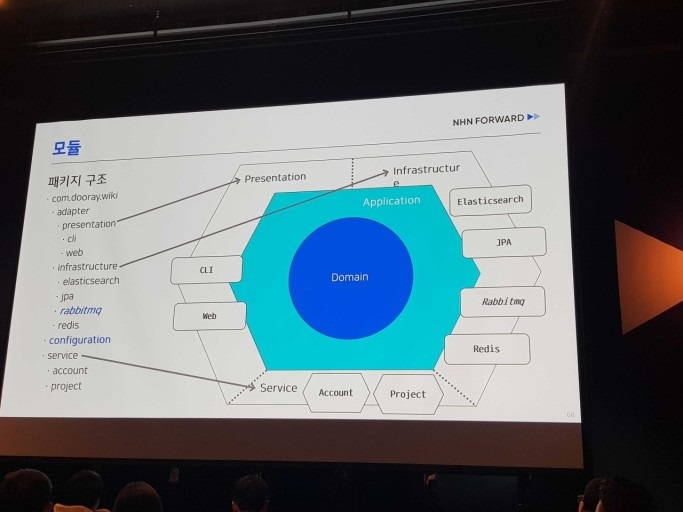 NHN FORWARD
모듈
패키지 구조
· com.dooray.wiki
· adapter
· presentation
· cli
· web
· infrastructure
· elasticsearch
· jpa
· rabbitmq
· redis
· configuration
· service
· account
· project
Presentation
Infrastructur
e
Application
Elasticsearch
JPA
CLI
Domain
Web
Rabbitmq
Redis
Service
Account
Project